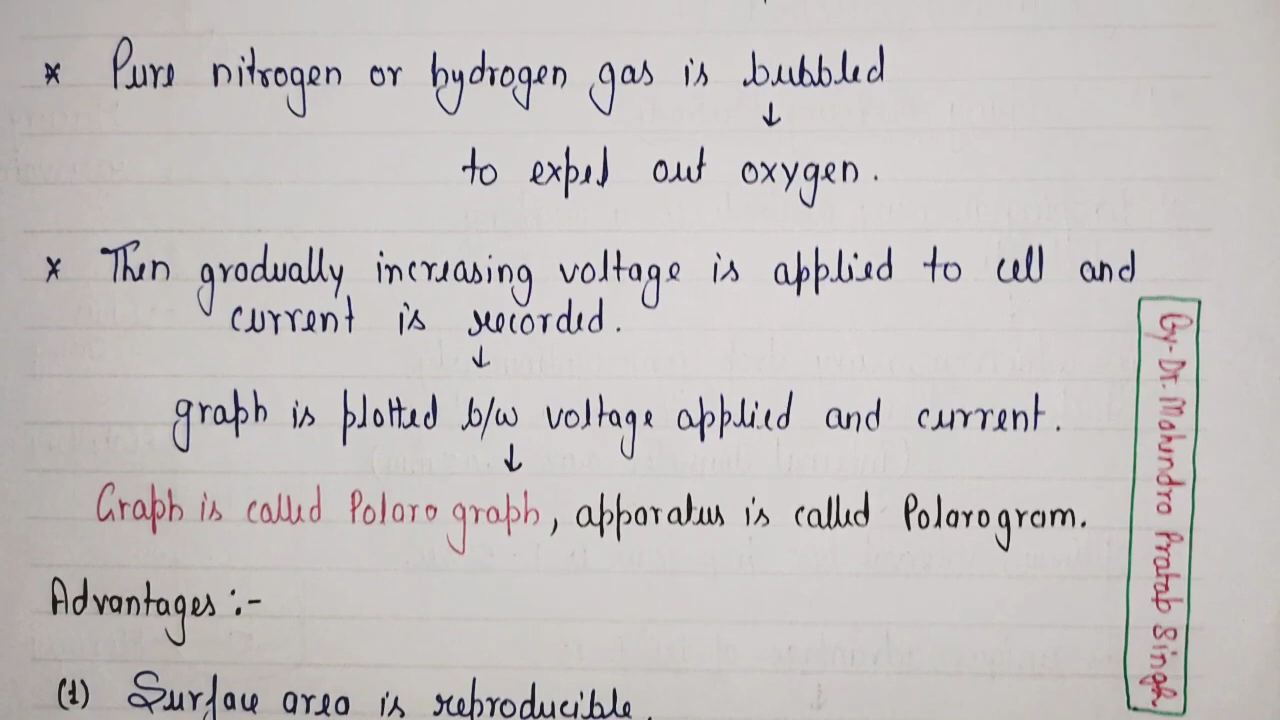 * Pure nitrogen or hydrogen gas is bubbled
↓
to expel out oxygen.
* Then gradually increasing voltage is applied to cell and
current is recorded.
↓
graph is plotted b/w voltage applied and current.
↓
Graph is called Polarograph, apparatus is called Polarogram.
Advantages :-
(1) Surface area is reproducible.
By- Dr. Mahindra Pratap Singh